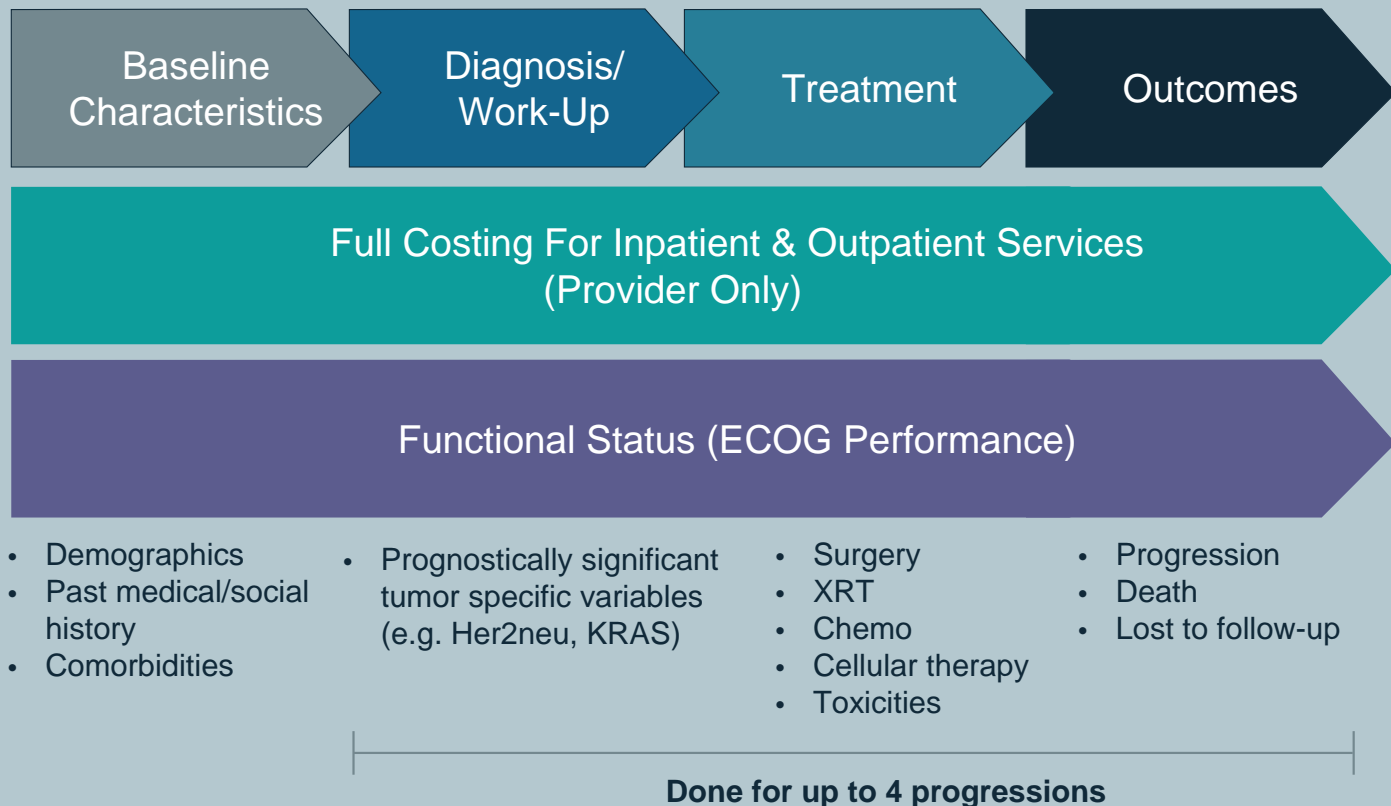 Baseline
Characteristics
Diagnosis/
Work-Up
Treatment
Outcomes
Full Costing For Inpatient & Outpatient Services
(Provider Only)
Functional Status (ECOG Performance)
• Demographics
• Past medical/social
history
• Comorbidities
• Prognostically significant
tumor specific variables
(e.g. Her2neu, KRAS)
• Surgery
• XRT
• Chemo
• Cellular therapy
• Toxicities
• Progression
• Death
• Lost to follow-up
Done for up to 4 progressions